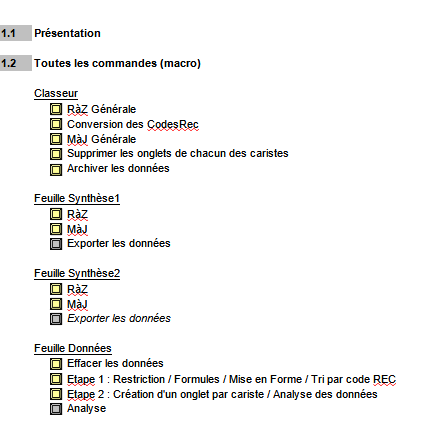 1.1 Présentation
1.2 Toutes les commandes (macro)
Classeur
RàZ Générale
Conversion des CodesRec
MàJ Générale
Supprimer les onglets de chacun des caristes
Archiver les données
Feuille Synthèse1
RàZ
MàJ
Exporter les données
Feuille Synthèse2
RàZ
MàJ
Exporter les données
Feuille Données
Effacer les données
Etape 1 : Restriction / Formules / Mise en Forme / Tri par code REC
Etape 2 : Création d'un onglet par cariste / Analyse des données
Analyse